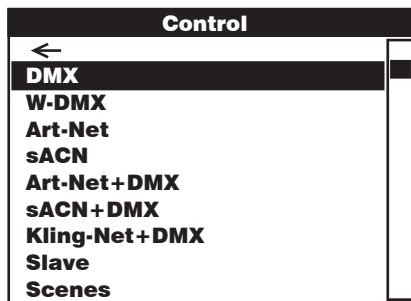 Control
←
DMX
W-DMX
Art-Net
sACN
Art-Net+DMX
sACN+DMX
Kling-Net+DMX
Slave
Scenes